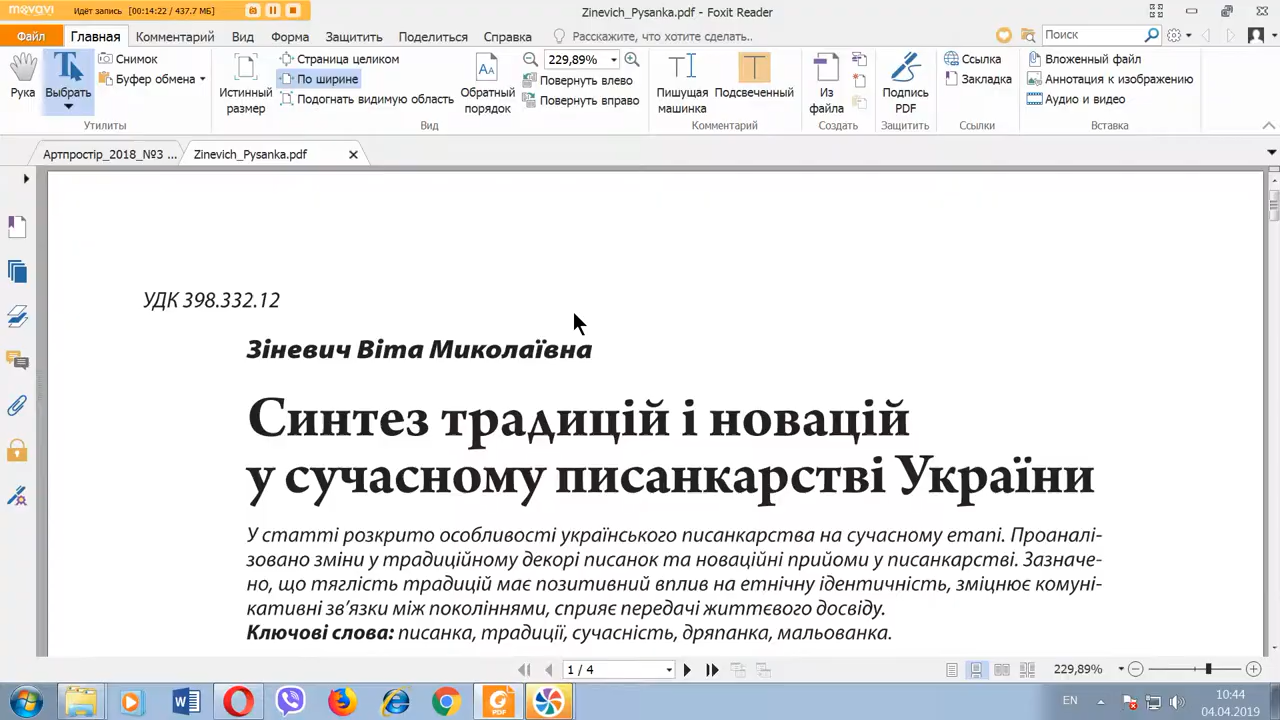 movavi Идёт запись [00:14:22 / 437.7 МБ]
Zinevich_Pysanka.pdf - Foxit Reader
Файл Главная Комментарий Вид Форма Защитить Поделиться Справка Расскажите, что хотите сделать.. Поиск
Рука
Выбрать
Снимок
Буфер обмена
Утилиты
Истинный размер
Страница целиком
По ширине
Подогнать видимую область
Обратный порядок
229,89%
Повернуть влево
Повернуть вправо
Вид
Пишущая машинка
Подсвеченный
Комментарий
Из файла
Создать
Подпись PDF
Защитить
Ссылка
Закладка
Ссылки
Вложенный файл
Аннотация к изображению
Аудио и видео
Вставка
Артпростір_2018_№3 ... Zinevich_Pysanka.pdf
УДК 398.332.12
Зіневич Віта Миколаївна
Синтез традицій і новацій
у сучасному писанкарстві України
У статті розкрито особливості українського писанкарства на сучасному етапі. Проаналі-
зовано зміни у традиційному декорі писанок та новаційні прийоми у писанкарстві. Зазначе-
но, що тяглість традицій має позитивний вплив на етнічну ідентичність, зміцнює комуні-
кативні зв’язки між поколіннями, сприяє передачі життєвого досвіду.
Ключові слова: писанка, традиції, сучасність, дряпанка, мальованка.
1 / 4 229,89%
EN 10:44
04.04.2019